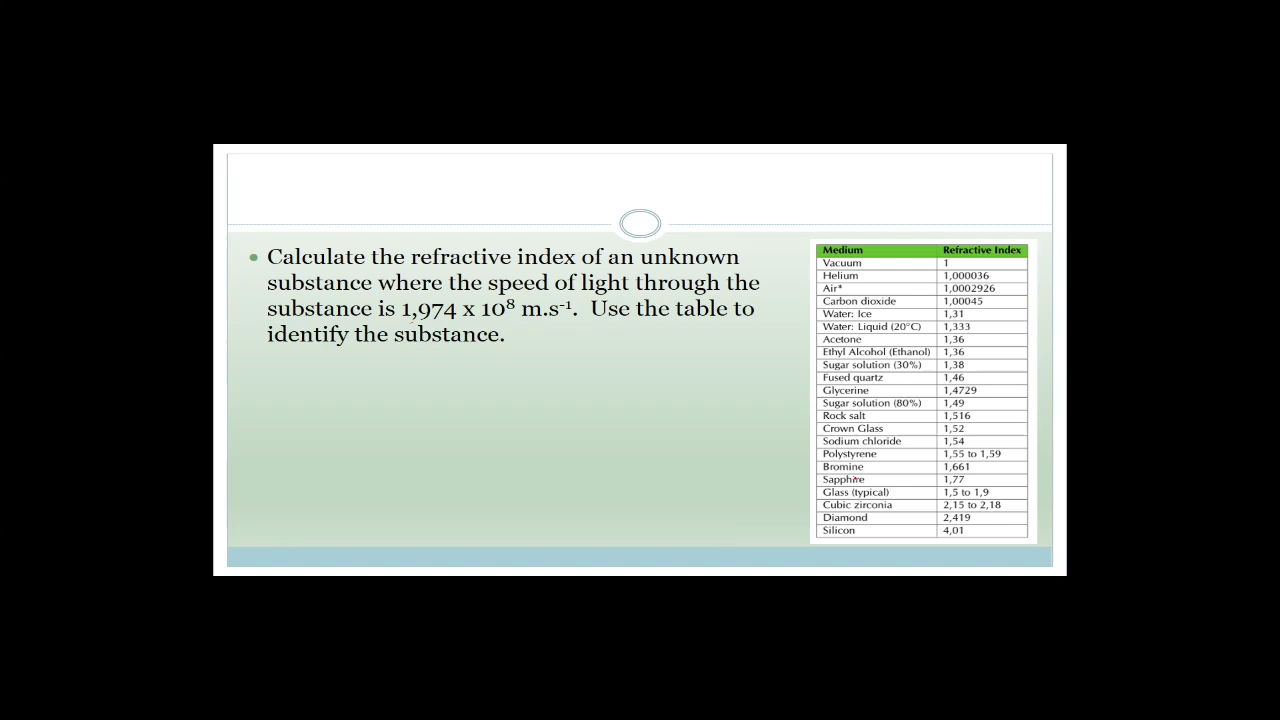 Calculate the refractive index of an unknown
substance where the speed of light through the
substance is 1,974 x 10⁸ m.s⁻¹. Use the table to
identify the substance.
Medium Refractive Index
Vacuum 1
Helium 1,000036
Air* 1,0002926
Carbon dioxide 1,00045
Water: Ice 1,31
Water: Liquid (20°C) 1,333
Acetone 1,36
Ethyl Alcohol (Ethanol) 1,36
Sugar solution (30%) 1,38
Fused quartz 1,46
Glycerine 1,4729
Sugar solution (80%) 1,49
Rock salt 1,516
Crown Glass 1,52
Sodium chloride 1,54
Polystyrene 1,55 to 1,59
Bromine 1,661
Sapphire 1,77
Glass (typical) 1,5 to 1,9
Cubic zirconia 2,15 to 2,18
Diamond 2,419
Silicon 4,01